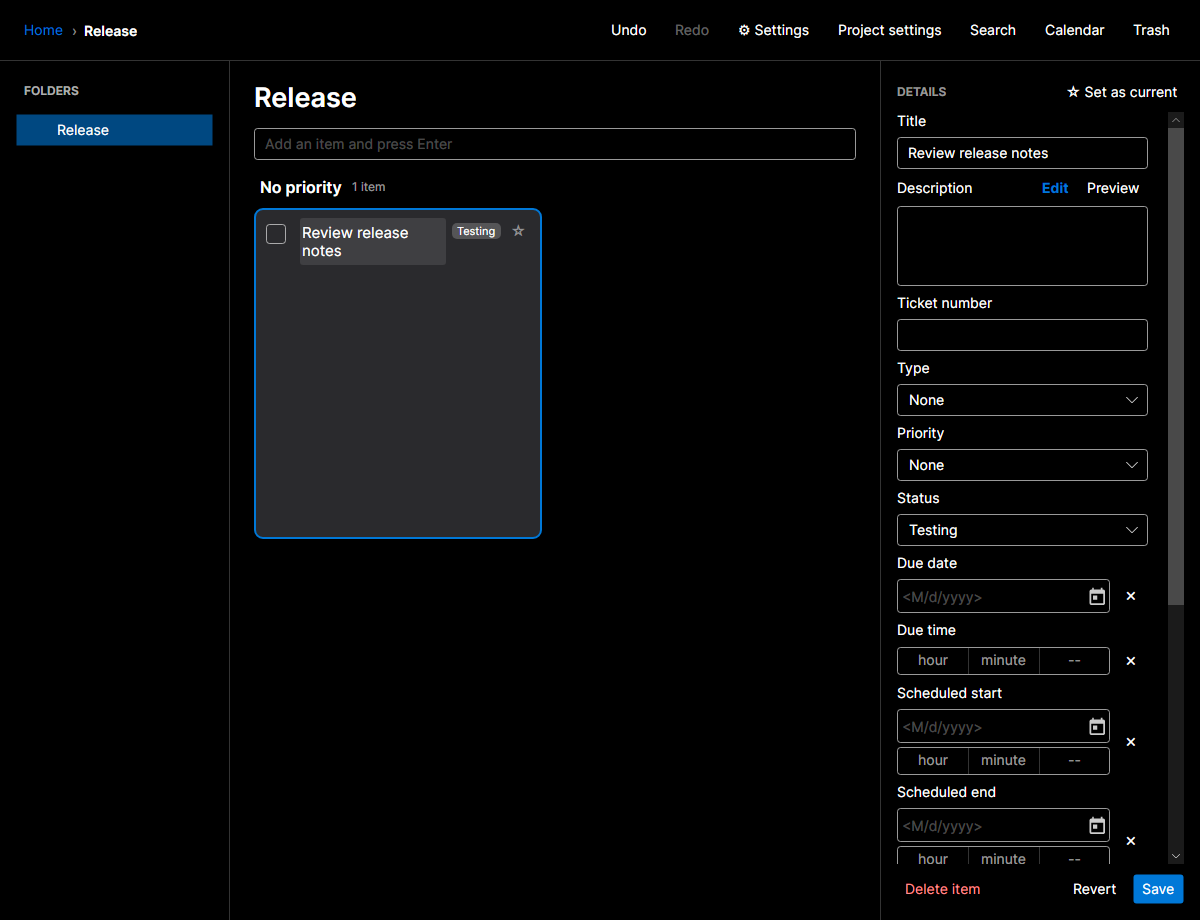 Home › Release
Undo Redo ⚙ Settings Project settings Search Calendar Trash
FOLDERS
Release
Release
Add an item and press Enter
No priority 1 item
Review release
notes
Testing ☆
DETAILS
☆ Set as current
Title
Review release notes
Description Edit Preview
Ticket number
Type
None
Priority
None
Status
Testing
Due date
<M/d/yyyy> ×
Due time
hour minute -- ×
Scheduled start
<M/d/yyyy>
hour minute -- ×
Scheduled end
<M/d/yyyy>
hour minute -- ×
Delete item Revert Save